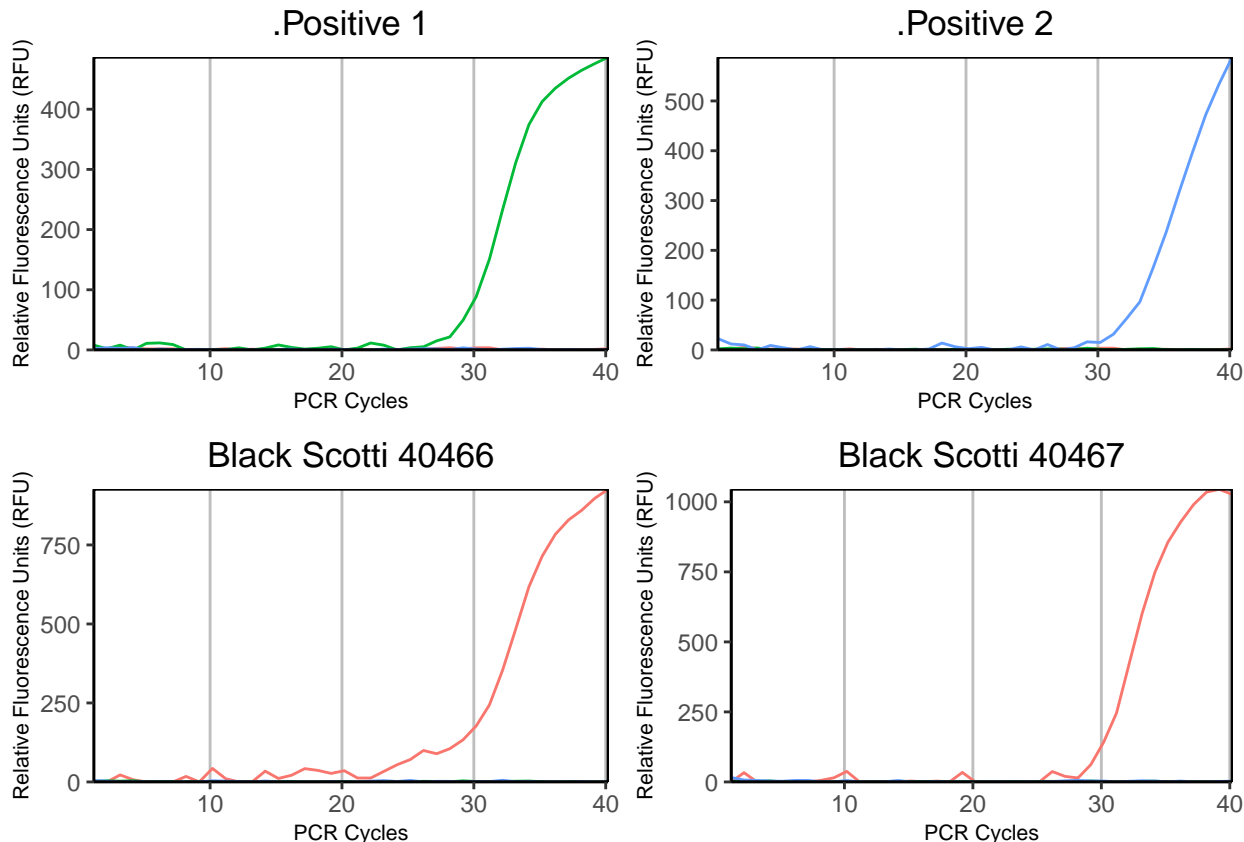 .Positive 1
Relative Fluorescence Units (RFU)
400
300
200
100
0
10 20 30 40
PCR Cycles
.Positive 2
Relative Fluorescence Units (RFU)
500
400
300
200
100
0
10 20 30 40
PCR Cycles
Black Scotti 40466
Relative Fluorescence Units (RFU)
750
500
250
0
10 20 30 40
PCR Cycles
Black Scotti 40467
Relative Fluorescence Units (RFU)
1000
750
500
250
0
10 20 30 40
PCR Cycles